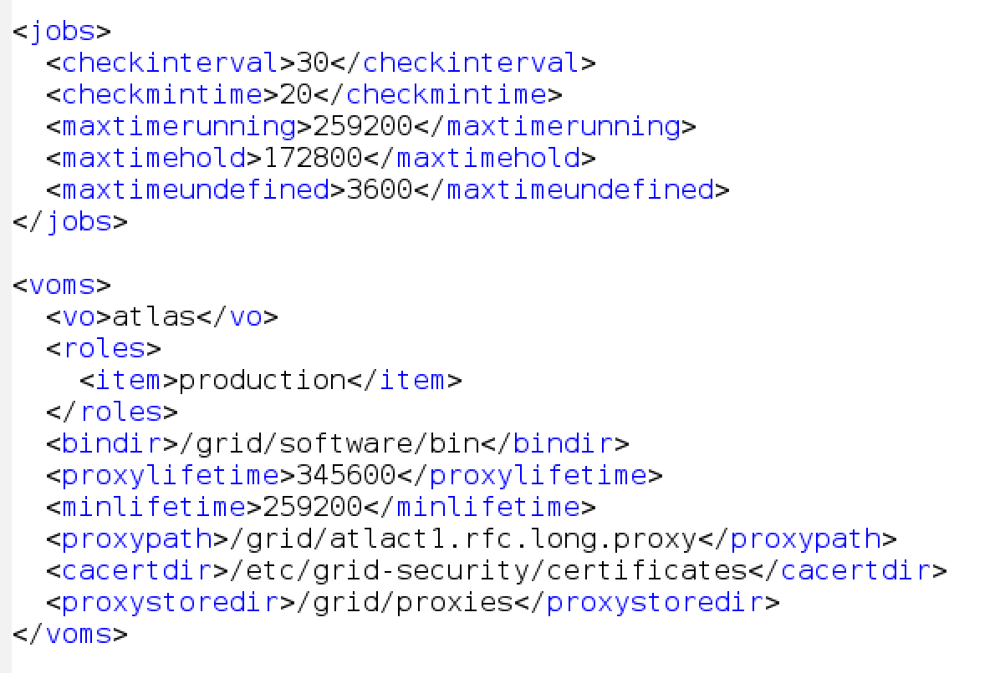 <jobs>
  <checkinterval>30</checkinterval>
  <checkmintime>20</checkmintime>
  <maxtimerunning>259200</maxtimerunning>
  <maxtimehold>172800</maxtimehold>
  <maxtimeundefined>3600</maxtimeundefined>
</jobs>

<voms>
  <vo>atlas</vo>
  <roles>
    <item>production</item>
  </roles>
  <bindir>/grid/software/bin</bindir>
  <proxylifetime>345600</proxylifetime>
  <minlifetime>259200</minlifetime>
  <proxypath>/grid/atlact1.rfc.long.proxy</proxypath>
  <cacertdir>/etc/grid-security/certificates</cacertdir>
  <proxystoredir>/grid/proxies</proxystoredir>
</voms>